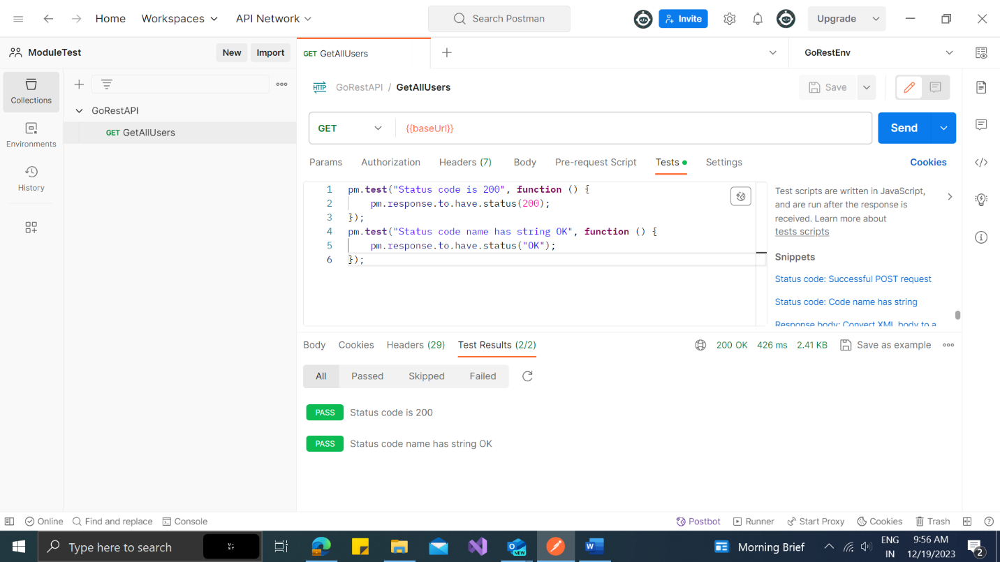 Home Workspaces API Network Search Postman Invite Upgrade
ModuleTest New Import GET GetAllUsers GoRestEnv
Collections
Environments
History
GoRestAPI
GET GetAllUsers
HTTP GoRestAPI / GetAllUsers Save
GET {{baseUrl}} Send
Params Authorization Headers (7) Body Pre-request Script Tests Settings Cookies
1 pm.test("Status code is 200", function () {
2 pm.response.to.have.status(200);
3 });
4 pm.test("Status code name has string OK", function () {
5 pm.response.to.have.status("OK");
6 });
Test scripts are written in JavaScript,
and are run after the response is
received. Learn more about
tests scripts
Snippets
Status code: Successful POST request
Status code: Code name has string
Response body: Convert XML body to a
Body Cookies Headers (29) Test Results (2/2) 200 OK 426 ms 2.41 KB Save as example
All Passed Skipped Failed
PASS Status code is 200
PASS Status code name has string OK
Online Find and replace Console Postbot Runner Start Proxy Cookies Trash
Type here to search NEW Morning Brief ENG 9:56 AM
IN 12/19/2023 2